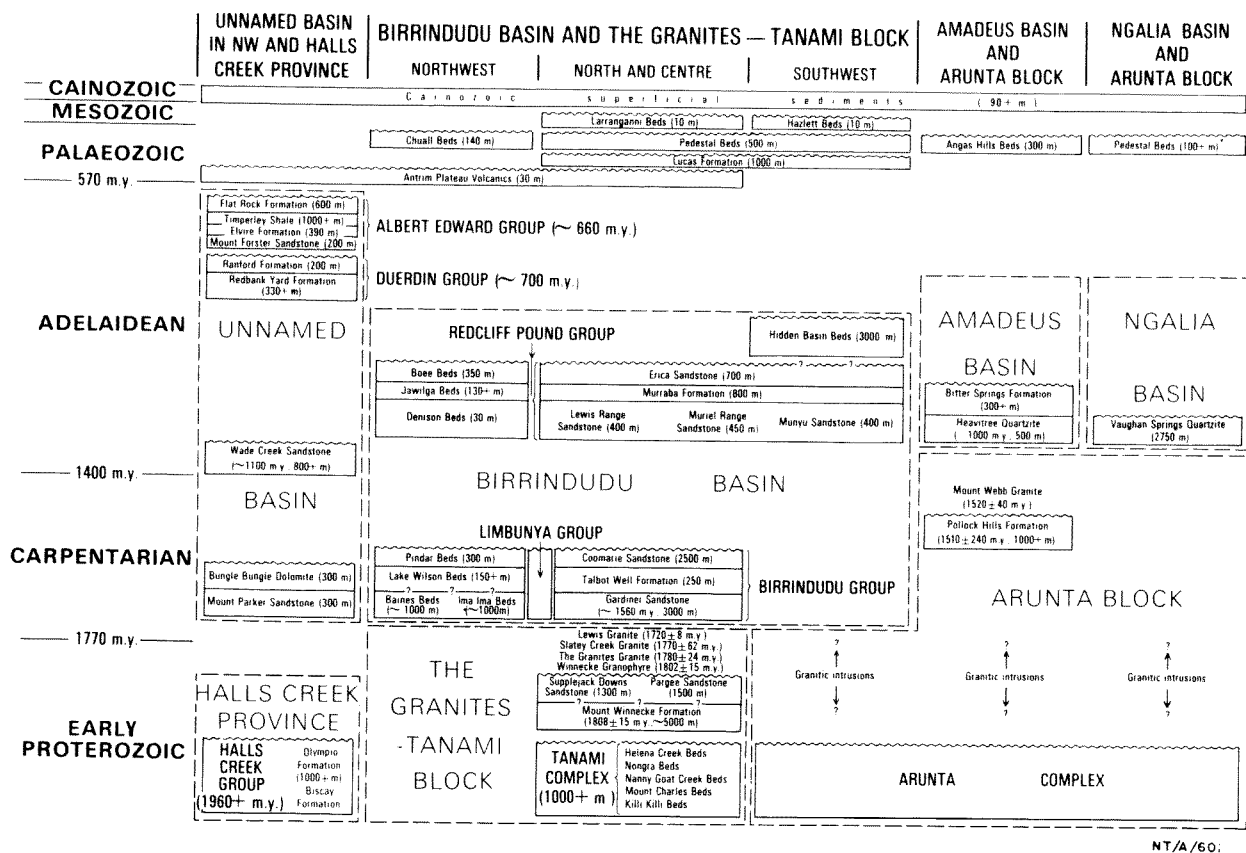 UNNAMED BASIN
IN NW AND HALLS
CREEK PROVINCE
BIRRINDUDU BASIN AND THE GRANITES — TANAMI BLOCK
NORTHWEST
NORTH AND CENTRE
SOUTHWEST
AMADEUS BASIN
AND
ARUNTA BLOCK
NGALIA BASIN
AND
ARUNTA BLOCK
CAINOZOIC
Cainozoic superficial sediments (90+ m)
MESOZOIC
Larranganni Beds (10 m)
Hazlett Beds (10 m)
PALAEOZOIC
Chuall Beds (140 m)
Pedestal Beds (500 m)
Angas Hills Beds (300 m)
Pedestal Beds (100+ m)
Lucas Formation (1000 m)
570 m.y.
Antrim Plateau Volcanics (30 m)
Flat Rock Formation (600 m)
Timperley Shale (1000+ m)
Elvire Formation (390 m)
Mount Forster Sandstone (200 m)
ALBERT EDWARD GROUP (~ 660 m.y.)
Ranford Formation (200 m)
Redbank Yard Formation
(330+ m)
DUERDIN GROUP (~ 700 m.y.)
ADELAIDEAN
UNNAMED
REDCLIFF POUND GROUP
Hidden Basin Beds (3000 m)
AMADEUS
BASIN
NGALIA
BASIN
? ?
Boee Beds (350 m)
Jawilga Beds (130+ m)
Denison Beds (30 m)
Erica Sandstone (700 m)
Murraba Formation (800 m)
Lewis Range
Sandstone (400 m)
Muriel Range
Sandstone (450 m)
Munyu Sandstone (400 m)
Bitter Springs Formation
(300+ m)
Heavitree Quartzite
( 1000 m y , 500 m)
Vaughan Springs Quartzite
(2750 m)
Wade Creek Sandstone
(~1100 m y . 800+ m)
1400 m.y.
BASIN
BIRRINDUDU BASIN
Mount Webb Granite
(1520±40 m y)
Pollock Hills Formation
(1510±240 m y . 1000+ m)
CARPENTARIAN
LIMBUNYA GROUP
Bungle Bungle Dolomite (300 m)
Mount Parker Sandstone (300 m)
Pindar Beds (300 m)
Lake Wilson Beds (150+ m)
? ? ?
Baines Beds
(~ 1000 m)
Ima Ima Beds
(~1000m)
Coomarie Sandstone (2500 m)
Talbot Well Formation (250 m)
Gardiner Sandstone
(~ 1560 m y. 3000 m)
BIRRINDUDU GROUP
ARUNTA BLOCK
1770 m.y.
Lewis Granite (1720±8 m y.)
Slatey Creek Granite (1770±62 m y.)
The Granites Granite (1780±24 m y.)
Winnecke Granophyre (1802±15 m y.)
Supplejack Downs
Sandstone (1300 m)
Pargee Sandstone
(1500 m)
? ? ?
Mount Winnecke Formation
(1808±15 m y. ~5000 m)
?
Granitic intrusions
?
?
Granitic intrusions
?
?
Granitic intrusions
?
THE
GRANITES
-TANAMI
BLOCK
EARLY
PROTEROZOIC
HALLS CREEK
PROVINCE
HALLS
CREEK
GROUP
(1960+ m.y.)
Olympio
Formation
(1000+ m)
Biscay
Formation
TANAMI
COMPLEX
(1000+ m)
Helena Creek Beds
Nongra Beds
Nanny Goat Creek Beds
Mount Charles Beds
Killi Killi Beds
ARUNTA COMPLEX
NT/A/60;